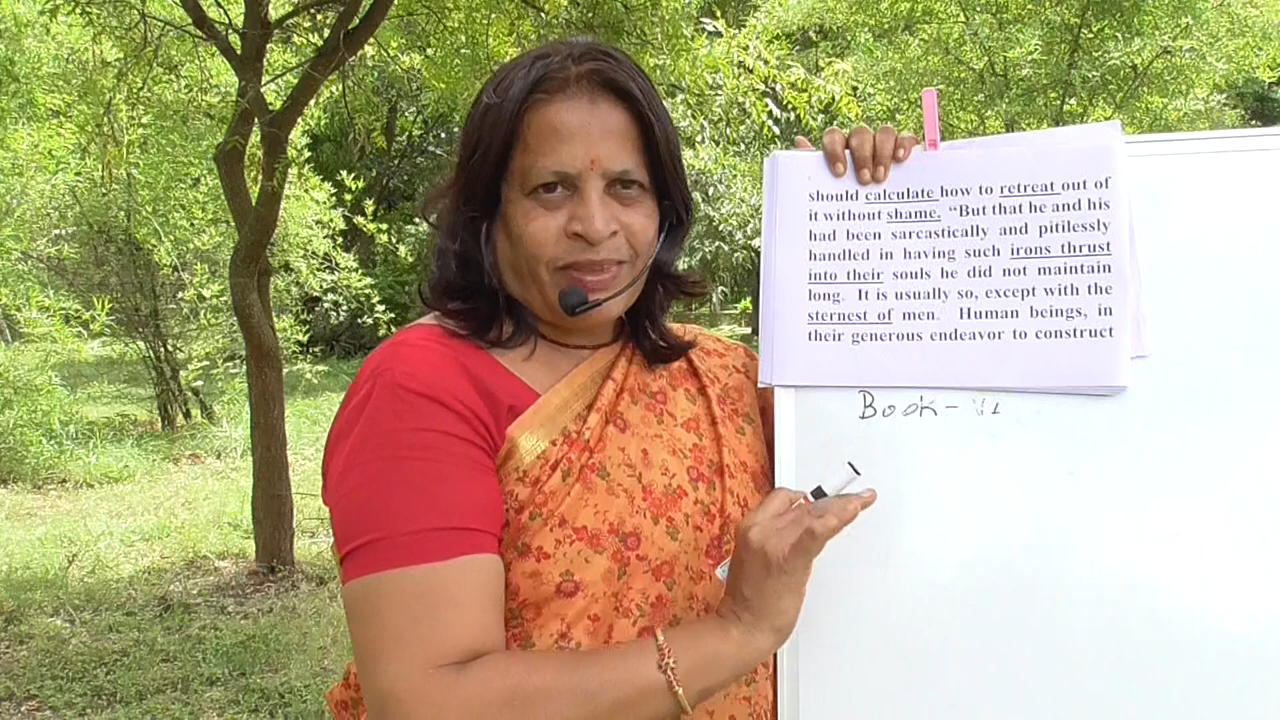 should calculate how to retreat out of
it without shame. “But that he and his
had been sarcastically and pitilessly
handled in having such irons thrust
into their souls he did not maintain
long. It is usually so, except with the
sternest of men. Human beings, in
their generous endeavor to construct
Book - VI